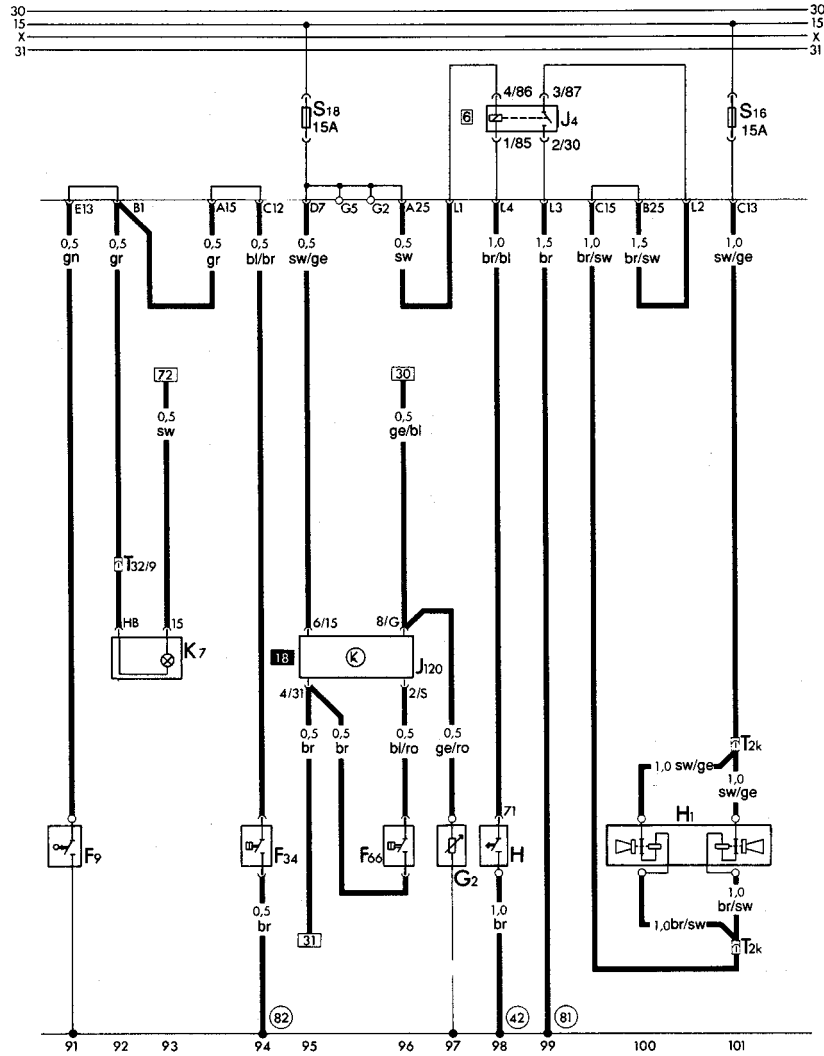 30 30
15 15
X X
31 31
S18
15A
6
4/86 3/87
J4
1/85 2/30
S16
15A
E13 B1 A15 C12 D7 G5 G2 A25 L1 L4 L3 C15 B25 L2 C13
0,5 0,5 0,5 0,5 0,5 0,5 1,0 1,5 1,0 1,5 1,0
gn gr gr bl/br sw/ge sw br/bl br br/sw br/sw sw/ge
72
0,5
sw
30
0,5
ge/bl
T32/9
HB 15
K7
6/15 8/G
18
K
J120
4/31 2/S
0,5 0,5 0,5 0,5
br br bl/ro ge/ro
T2k
1,0 sw/ge
1,0
sw/ge
71
H1
F9 F34 F66 G2 H
0,5
br
31
1,0
br
1,0
br/sw
1,0 br/sw
T2k
82 42 81
91 92 93 94 95 96 97 98 99 100 101